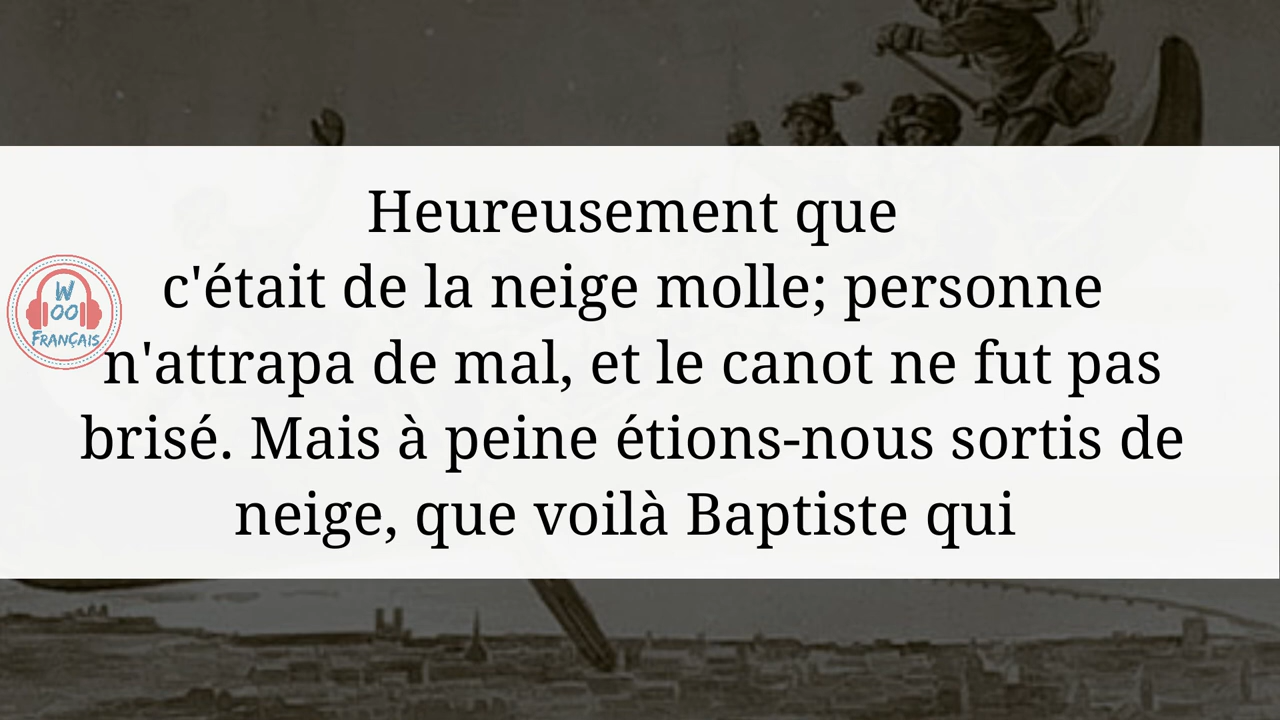 Heureusement que
c'était de la neige molle; personne
n'attrapa de mal, et le canot ne fut pas
brisé. Mais à peine étions-nous sortis de
neige, que voilà Baptiste qui
W
OO
FRANÇAIS